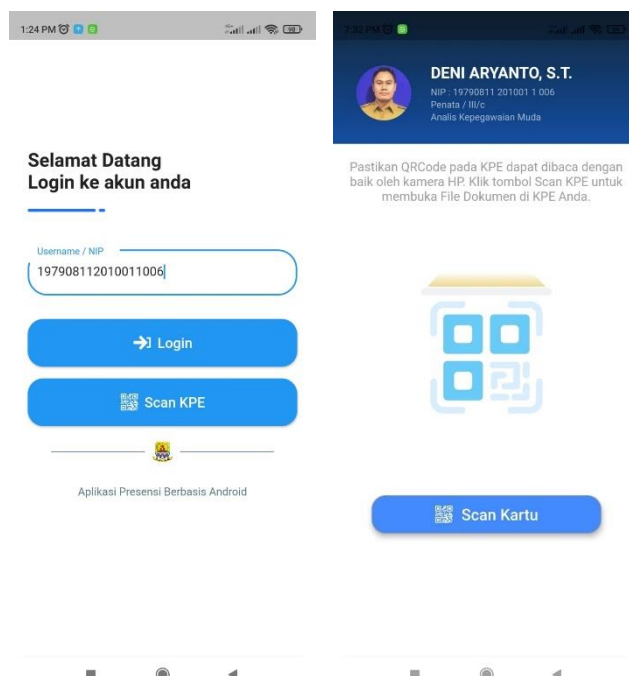 1:24 PM
Selamat Datang
Login ke akun anda
Username / NIP
197908112010011006
Login
Scan KPE
Aplikasi Presensi Berbasis Android
7:32 PM
DENI ARYANTO, S.T.
NIP : 19790811 201001 1 006
Penata / III/c
Analis Kepegawaian Muda
Pastikan QRCode pada KPE dapat dibaca dengan
baik oleh kamera HP. Klik tombol Scan KPE untuk
membuka File Dokumen di KPE Anda.
Scan Kartu